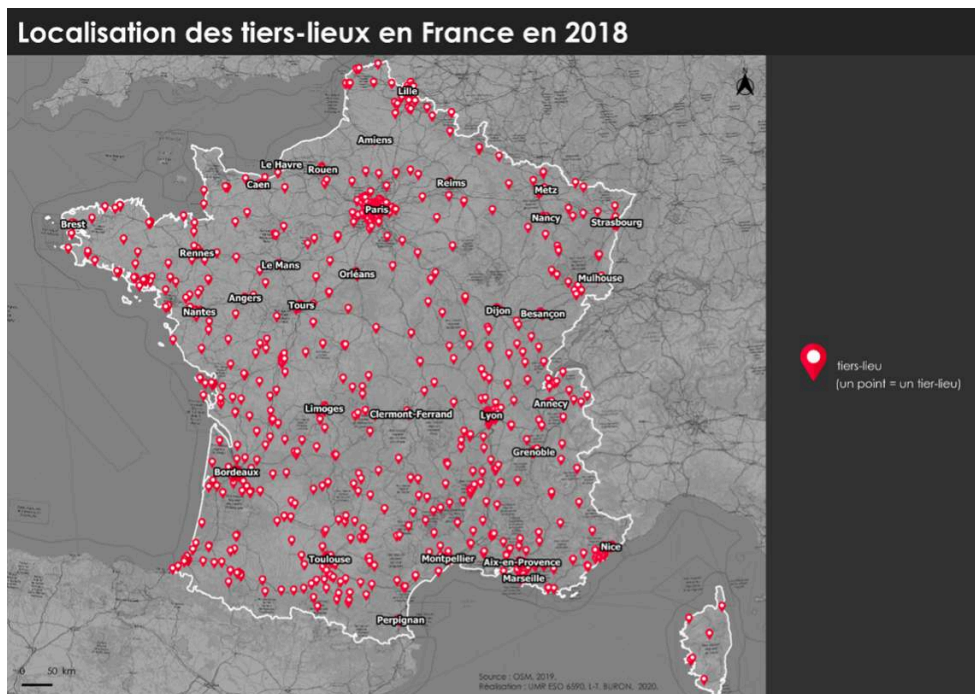 Localisation des tiers-lieux en France en 2018
Lille
Amiens
Le Havre
Rouen
Caen
Reims
Metz
Paris
Nancy
Strasbourg
Brest
Rennes
Le Mans
Orléans
Mulhouse
Angers
Tours
Nantes
Dijon
Besançon
Limoges
Clermont-Ferrand
Lyon
Annecy
Grenoble
Bordeaux
Toulouse
Montpellier
Aix-en-Provence
Nice
Marseille
Perpignan
tiers-lieu
(un point = un tier-lieu)
0 50 km
Source : OSM, 2019.
Réalisation : UMR ESO 6590, L-T. BURON, 2020.